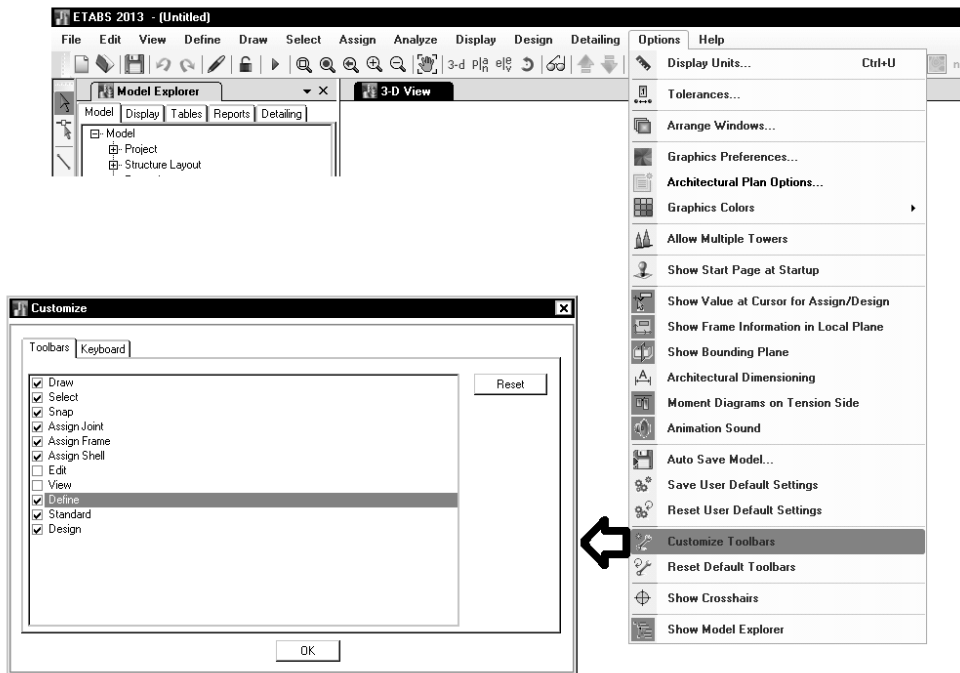 ETABS 2013 - (Untitled)
File Edit View Define Draw Select Assign Analyze Display Design Detailing Options Help
3-d
Model Explorer
3-D View
Model Display Tables Reports Detailing
Model
Project
Structure Layout
Display Units... Ctrl+U
Tolerances...
Arrange Windows...
Graphics Preferences...
Architectural Plan Options...
Graphics Colors
Allow Multiple Towers
Show Start Page at Startup
Show Value at Cursor for Assign/Design
Show Frame Information in Local Plane
Show Bounding Plane
Architectural Dimensioning
Moment Diagrams on Tension Side
Animation Sound
Auto Save Model...
Save User Default Settings
Reset User Default Settings
Customize Toolbars
Reset Default Toolbars
Show Crosshairs
Show Model Explorer
Customize
Toolbars Keyboard
Draw
Select
Snap
Assign Joint
Assign Frame
Assign Shell
Edit
View
Define
Standard
Design
Reset
OK